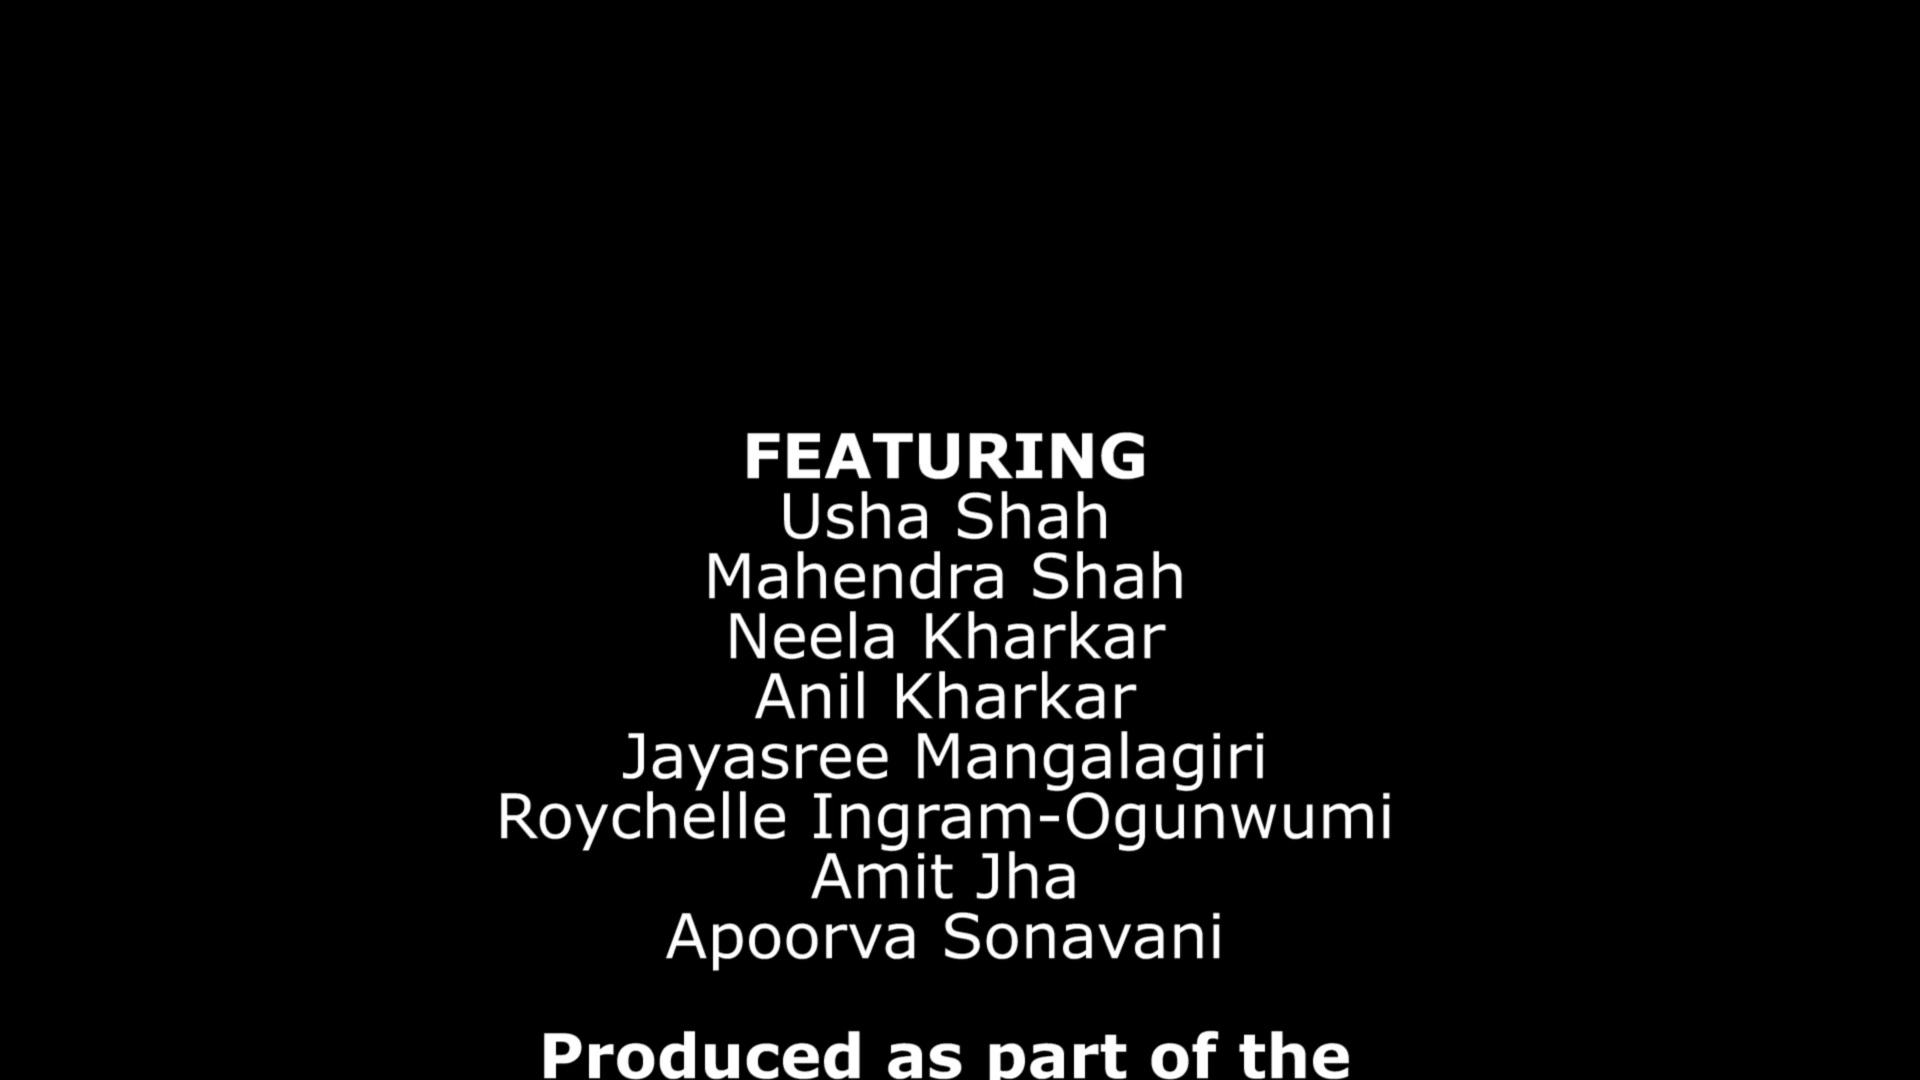 FEATURING
Usha Shah
Mahendra Shah
Neela Kharkar
Anil Kharkar
Jayasree Mangalagiri
Roychelle Ingram-Ogunwumi
Amit Jha
Apoorva Sonavani
Produced as part of the